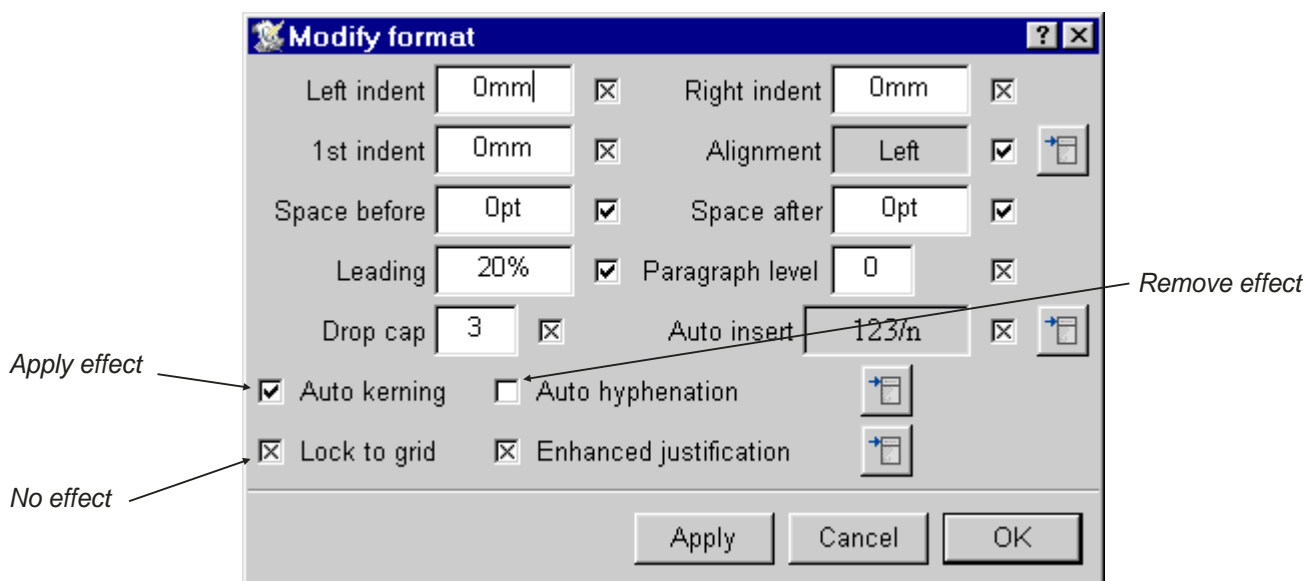 Modify format
Left indent 0mm Right indent 0mm
1st indent 0mm Alignment Left
Space before 0pt Space after 0pt
Leading 20% Paragraph level 0
Remove effect
Drop cap 3 Auto insert 123/n
Apply effect
Auto kerning Auto hyphenation
Lock to grid Enhanced justification
No effect
Apply Cancel OK